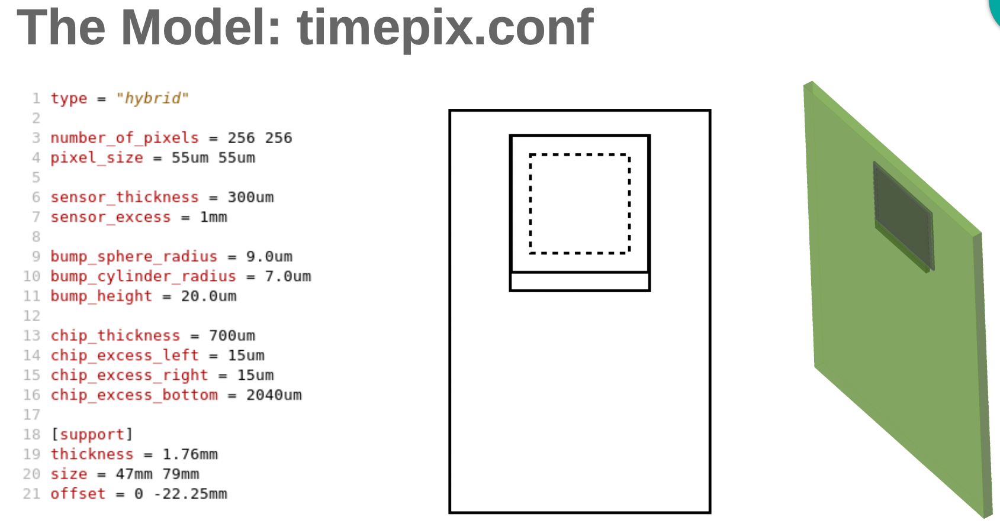 The Model: timepix.conf
1 type = "hybrid"
2
3 number_of_pixels = 256 256
4 pixel_size = 55um 55um
5
6 sensor_thickness = 300um
7 sensor_excess = 1mm
8
9 bump_sphere_radius = 9.0um
10 bump_cylinder_radius = 7.0um
11 bump_height = 20.0um
12
13 chip_thickness = 700um
14 chip_excess_left = 15um
15 chip_excess_right = 15um
16 chip_excess_bottom = 2040um
17
18 [support]
19 thickness = 1.76mm
20 size = 47mm 79mm
21 offset = 0 -22.25mm